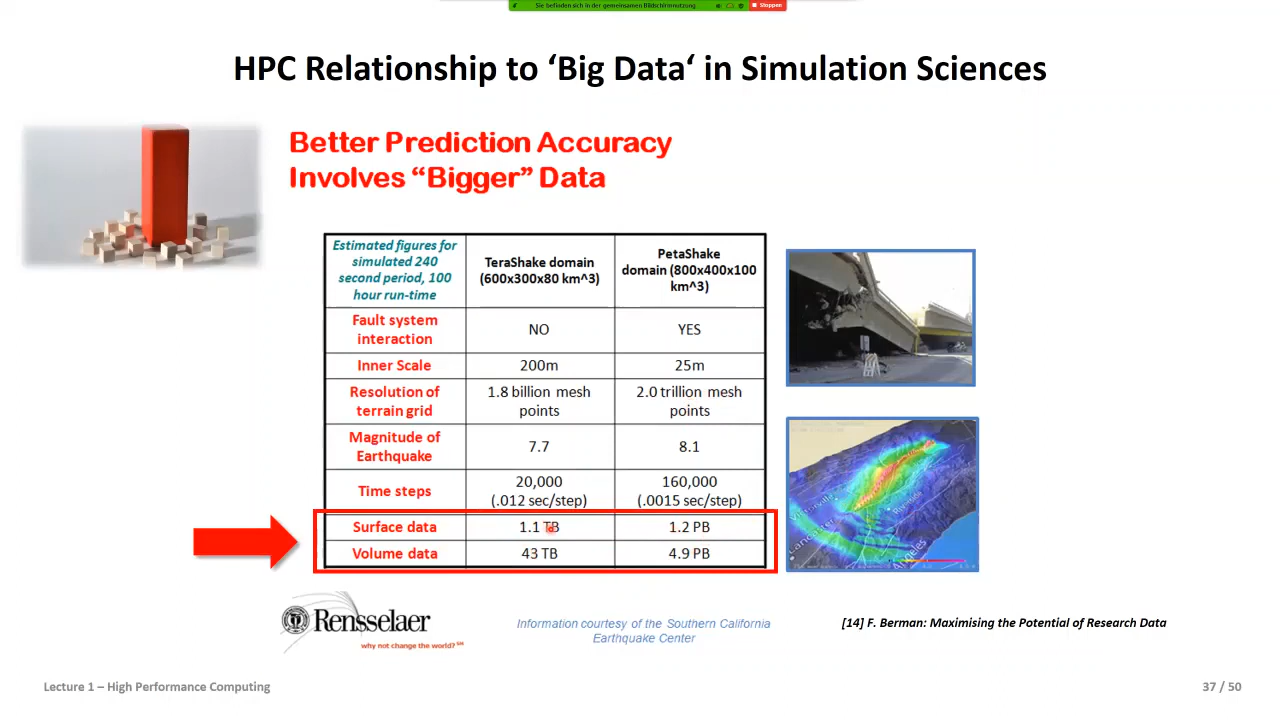 Sie befinden sich in der gemeinsamen Bildschirmnutzung
Stoppen
HPC Relationship to ‘Big Data‘ in Simulation Sciences
Better Prediction Accuracy
Involves “Bigger” Data
Estimated figures for
simulated 240
second period, 100
hour run-time
TeraShake domain
(600x300x80 km^3)
PetaShake
domain (800x400x100
km^3)
Fault system
interaction
NO
YES
Inner Scale
200m
25m
Resolution of
terrain grid
1.8 billion mesh
points
2.0 trillion mesh
points
Magnitude of
Earthquake
7.7
8.1
Time steps
20,000
(.012 sec/step)
160,000
(.0015 sec/step)
Surface data
1.1 TB
1.2 PB
Volume data
43 TB
4.9 PB
Rensselaer
why not change the world?℠
Information courtesy of the Southern California
Earthquake Center
[14] F. Berman: Maximising the Potential of Research Data
Lecture 1 – High Performance Computing
37 / 50